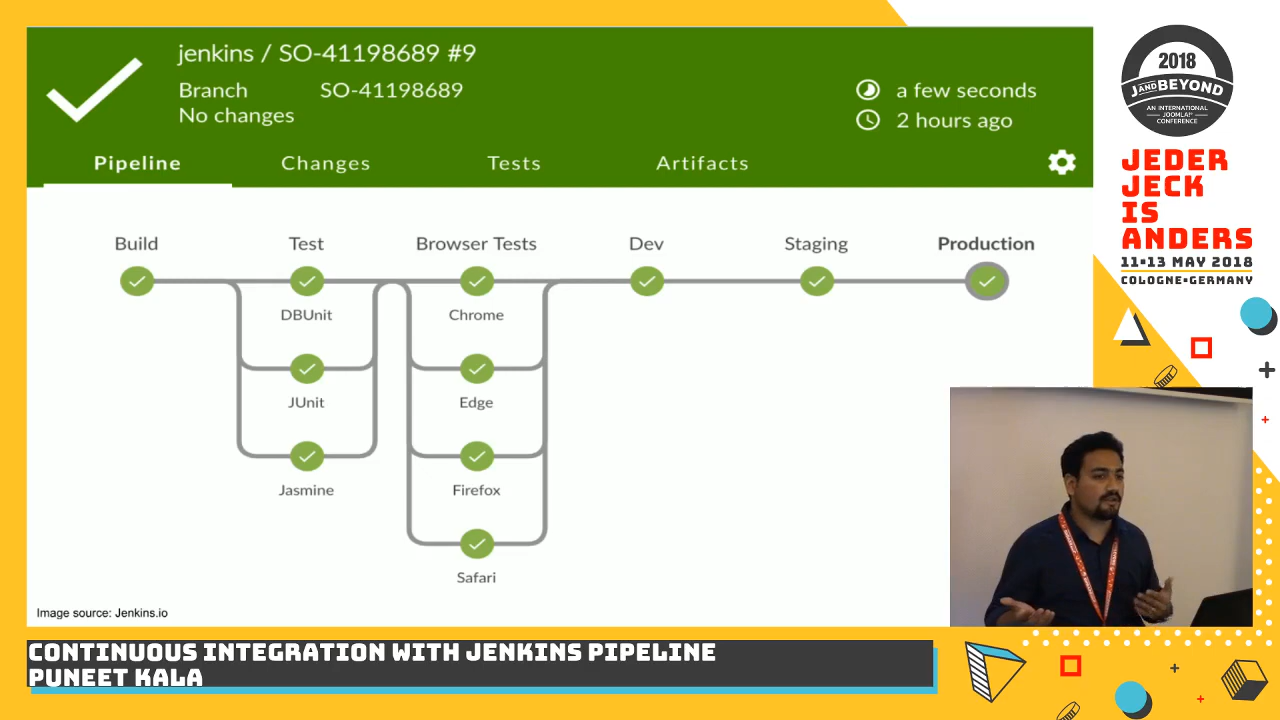 jenkins / SO-41198689 #9
Branch SO-41198689
No changes
a few seconds
2 hours ago
Pipeline Changes Tests Artifacts
Build Test Browser Tests Dev Staging Production
DBUnit Chrome
JUnit Edge
Jasmine Firefox
Safari
Image source: Jenkins.io
2018
J AND BEYOND
AN INTERNATIONAL
JOOMLA!®
CONFERENCE
JEDER
JECK
IS
ANDERS
11-13 MAY 2018
COLOGNE-GERMANY
CONTINUOUS INTEGRATION WITH JENKINS PIPELINE
PUNEET KALA